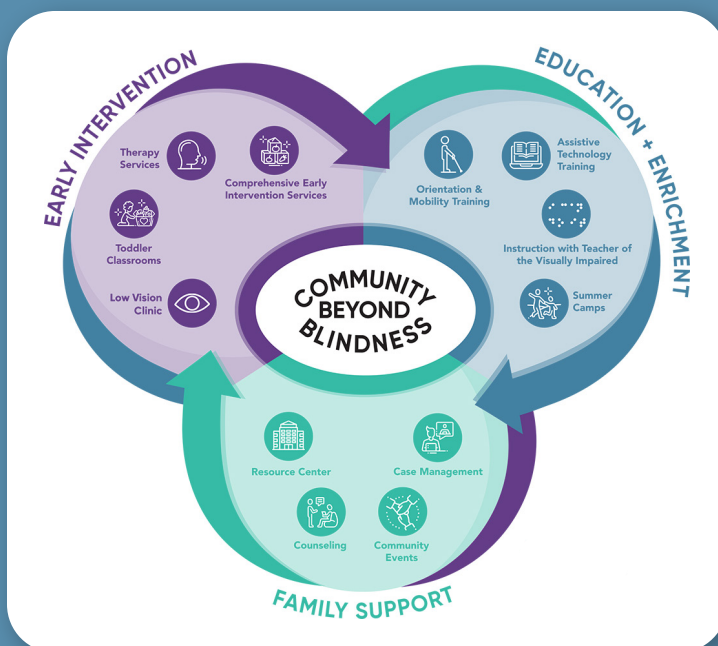 EARLY INTERVENTION
Therapy
Services
Comprehensive Early
Intervention Services
Toddler
Classrooms
Low Vision
Clinic
EDUCATION + ENRICHMENT
Orientation &
Mobility Training
Assistive
Technology
Training
Instruction with Teacher of
the Visually Impaired
Summer
Camps
COMMUNITY
BEYOND
BLINDNESS
Resource Center
Case Management
Counseling
Community
Events
FAMILY SUPPORT